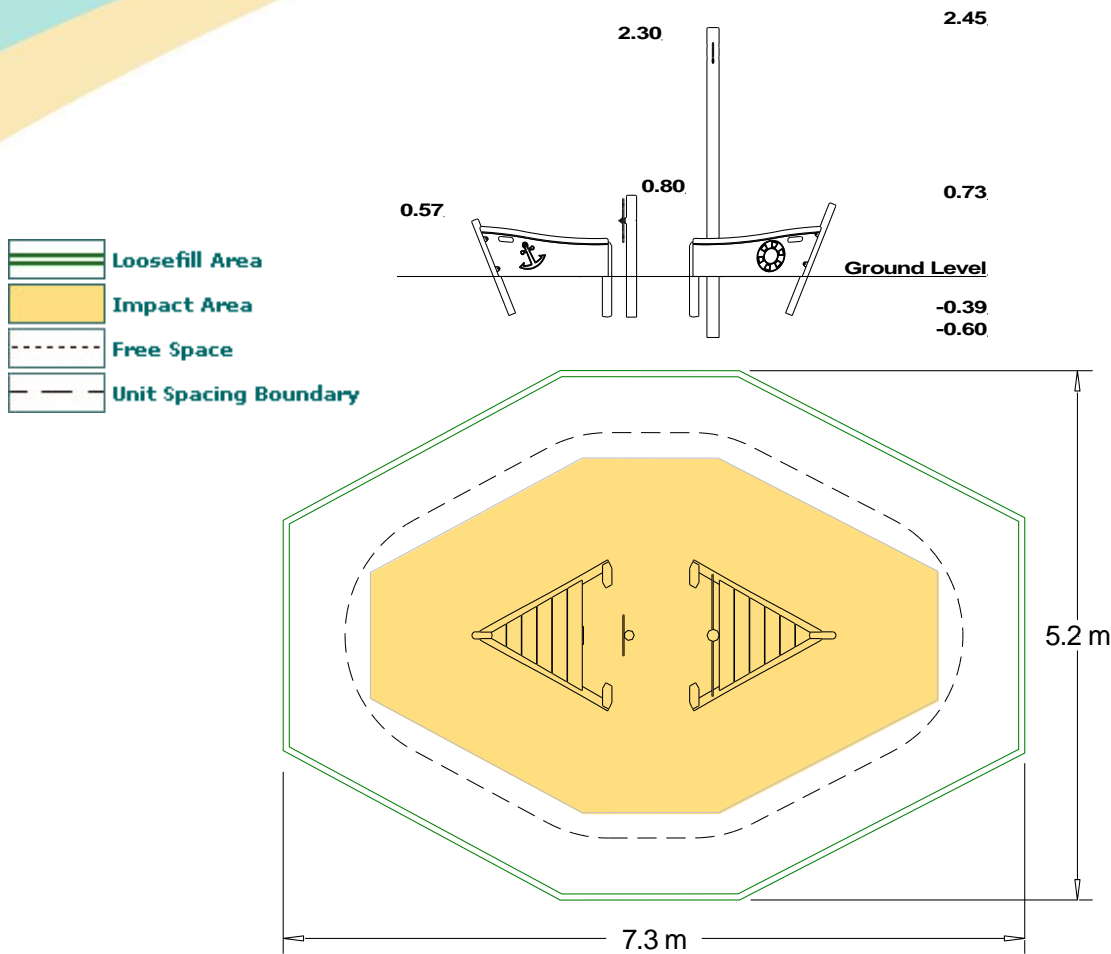 2.45
2.30
0.80
0.73
0.57
Loosefill Area
Ground Level
Impact Area
-0.39
-0.60
Free Space
Unit Spacing Boundary
5.2 m
7.3 m